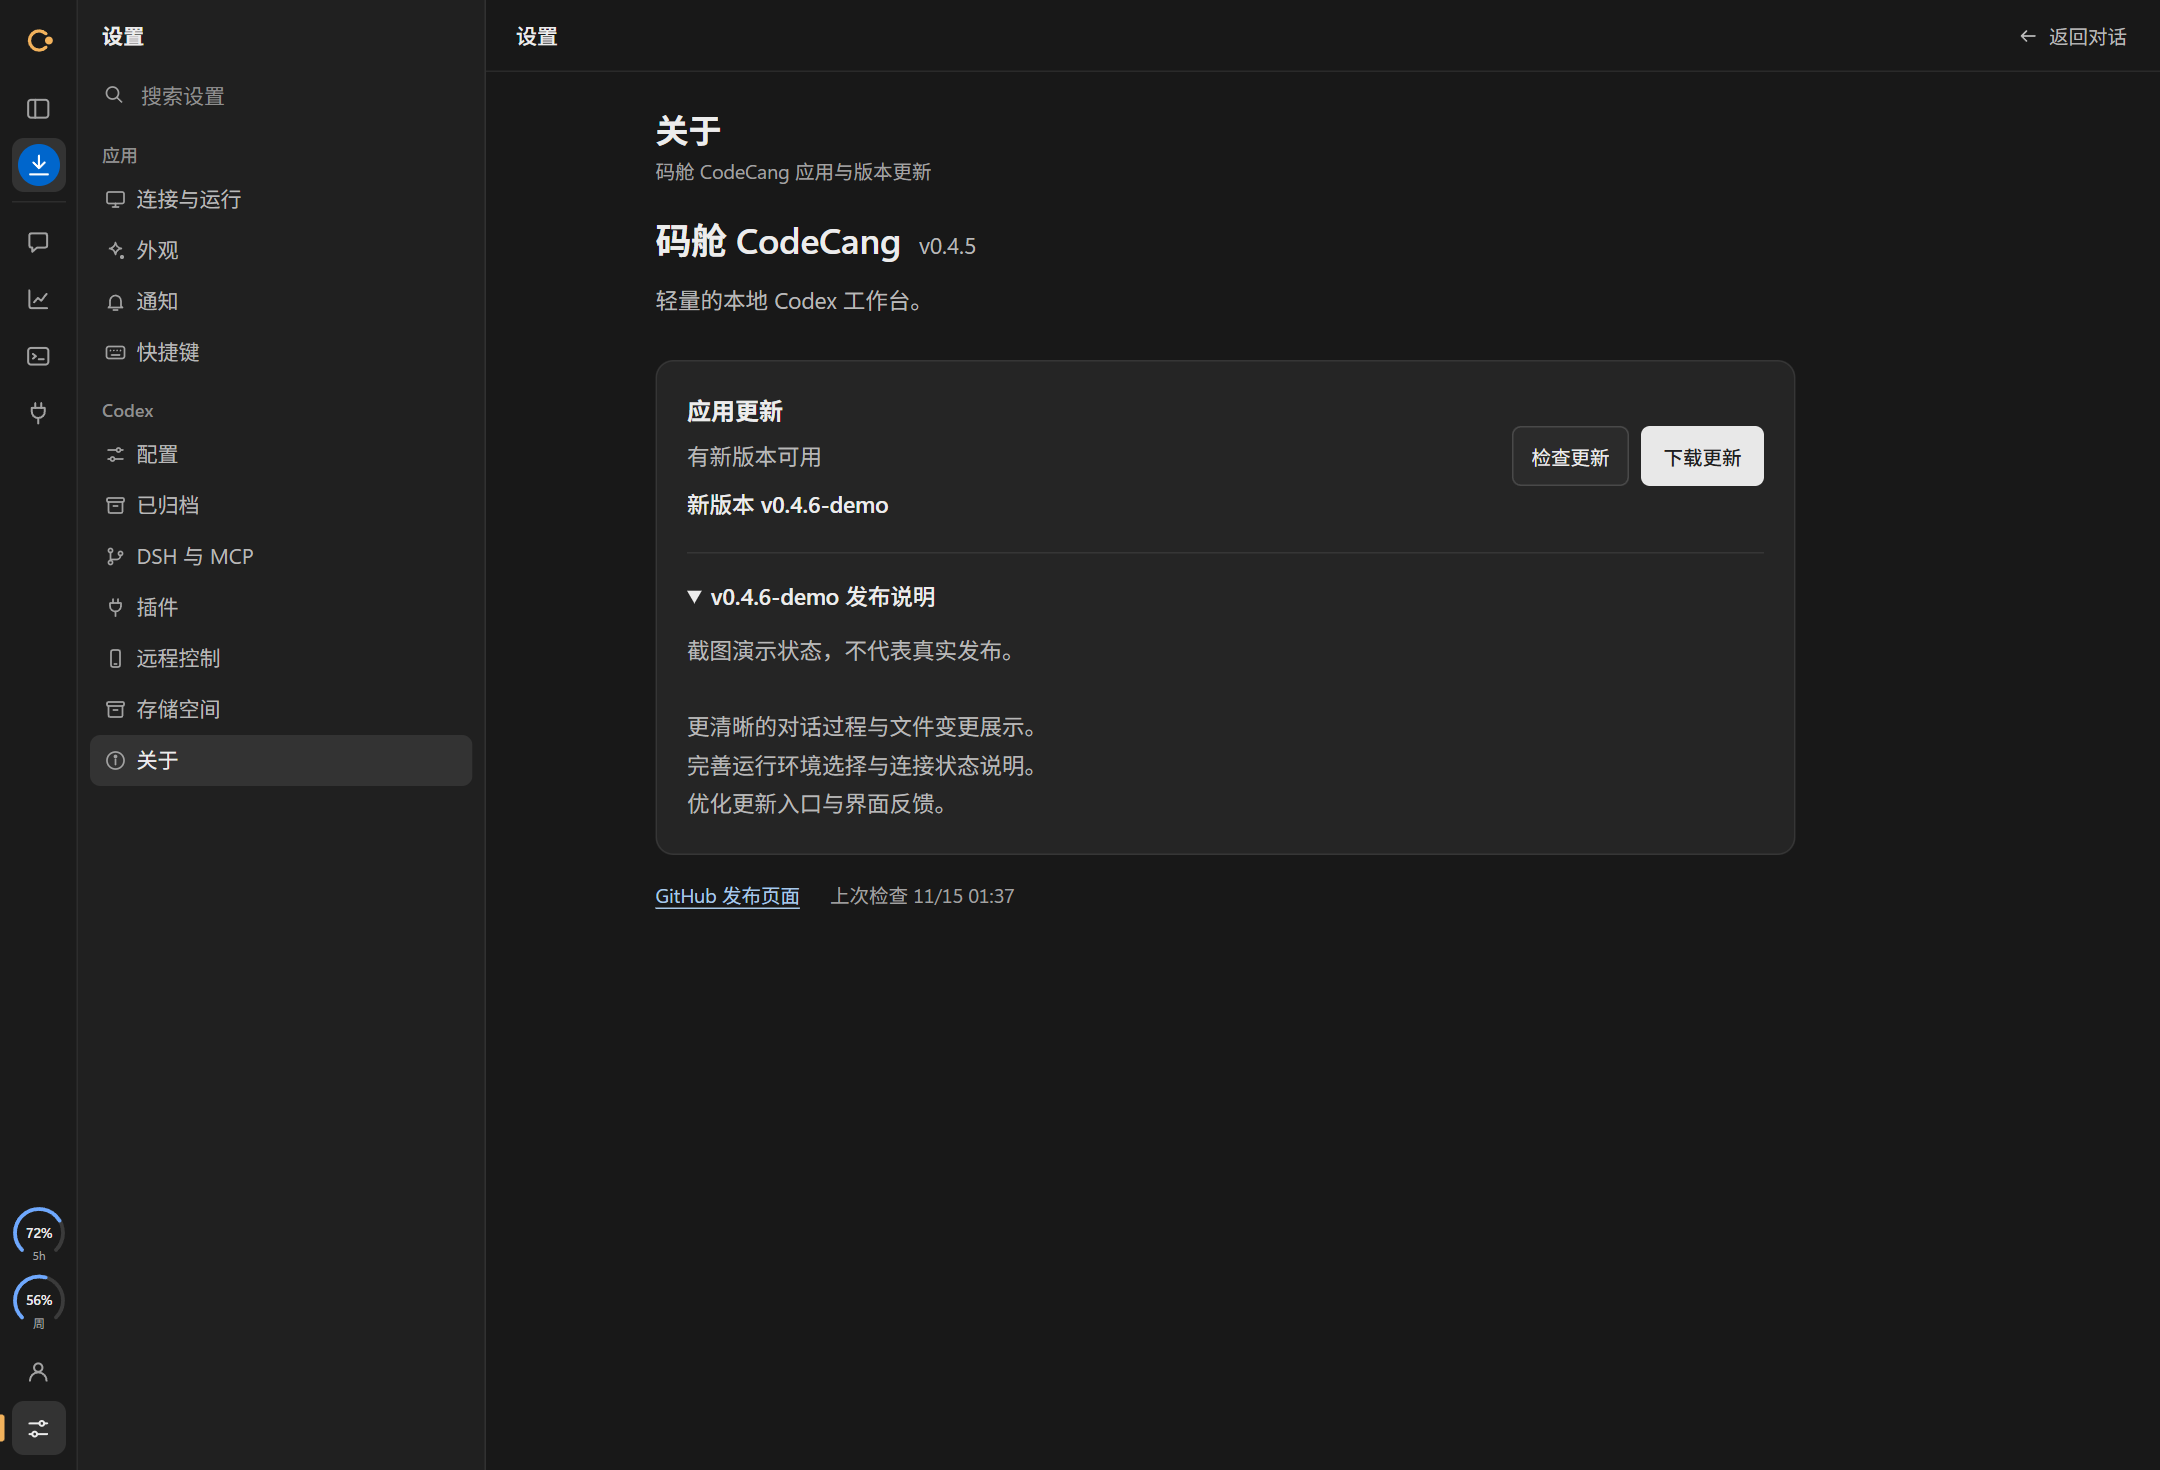 设置
搜索设置
应用
连接与运行
外观
通知
快捷键
Codex
配置
已归档
DSH 与 MCP
插件
远程控制
存储空间
关于
72%
5h
56%
周
设置
返回对话
关于
码舱 CodeCang 应用与版本更新
码舱 CodeCang v0.4.5
轻量的本地 Codex 工作台。
应用更新
有新版本可用
新版本 v0.4.6-demo
检查更新
下载更新
v0.4.6-demo 发布说明
截图演示状态，不代表真实发布。
更清晰的对话过程与文件变更展示。
完善运行环境选择与连接状态说明。
优化更新入口与界面反馈。
GitHub 发布页面 上次检查 11/15 01:37